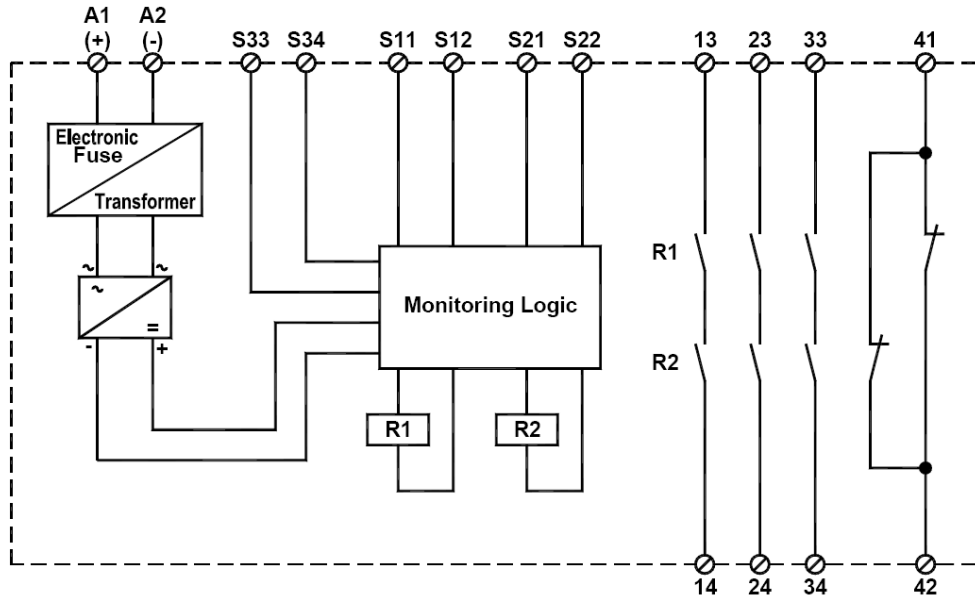 A1 A2
(+) (-) S33 S34 S11 S12 S21 S22 13 23 33 41
Electronic
Fuse
Transformer
~ ~
~
=
- +
Monitoring Logic
R1
R2
R1 R2
14 24 34 42